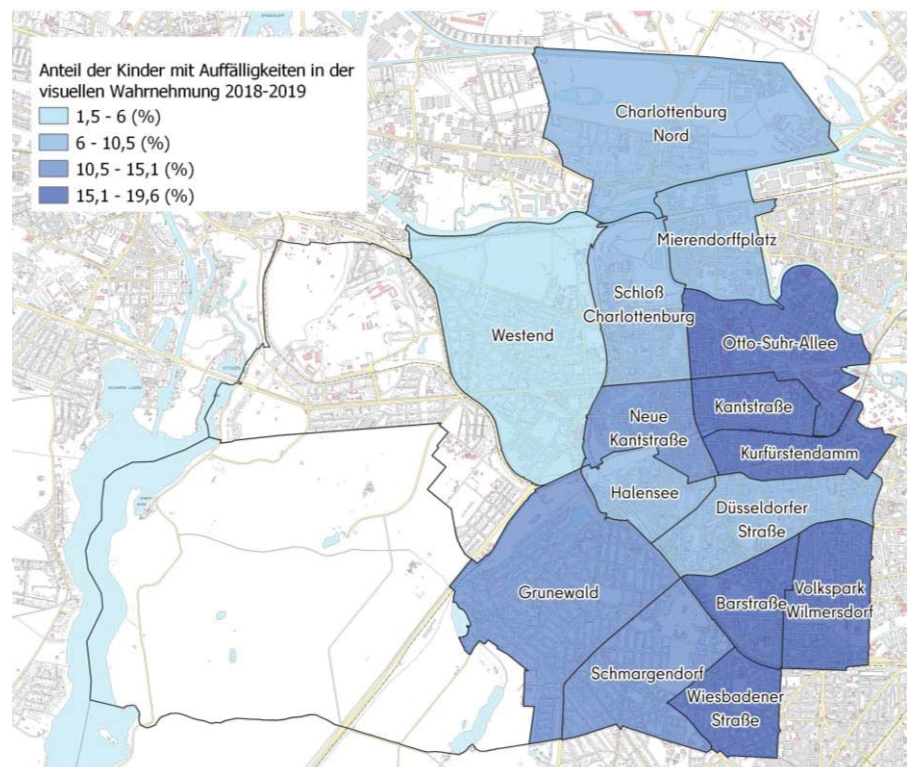 Anteil der Kinder mit Auffälligkeiten in der
visuellen Wahrnehmung 2018-2019
1,5 - 6 (%)
6 - 10,5 (%)
10,5 - 15,1 (%)
15,1 - 19,6 (%)
Charlottenburg
Nord
Mierendorffplatz
Schloß
Charlottenburg
Westend
Otto-Suhr-Allee
Kantstraße
Neue
Kantstraße
Kurfürstendamm
Halensee
Düsseldorfer
Straße
Grunewald
Barstraße
Volkspark
Wilmersdorf
Schmargendorf
Wiesbadener
Straße